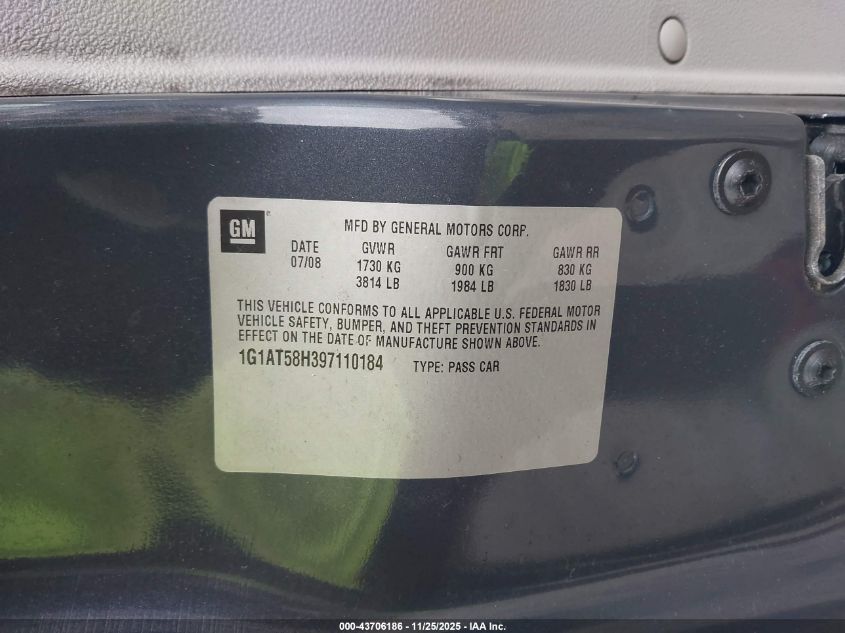 GM
MFD BY GENERAL MOTORS CORP.
DATE GVWR GAWR FRT GAWR RR
07/08 1730 KG 900 KG 830 KG
3814 LB 1984 LB 1830 LB
THIS VEHICLE CONFORMS TO ALL APPLICABLE U.S. FEDERAL MOTOR
VEHICLE SAFETY, BUMPER, AND THEFT PREVENTION STANDARDS IN
EFFECT ON THE DATE OF MANUFACTURE SHOWN ABOVE.
1G1AT58H397110184 TYPE: PASS CAR
000-43706186 - 11/25/2025 - IAA Inc.